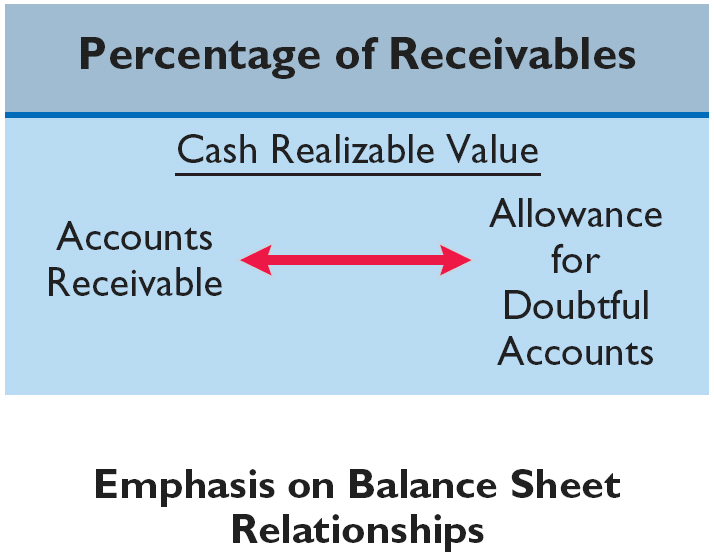 Percentage of Receivables
Cash Realizable Value
Accounts
Receivable
Allowance
for
Doubtful
Accounts
Emphasis on Balance Sheet
Relationships